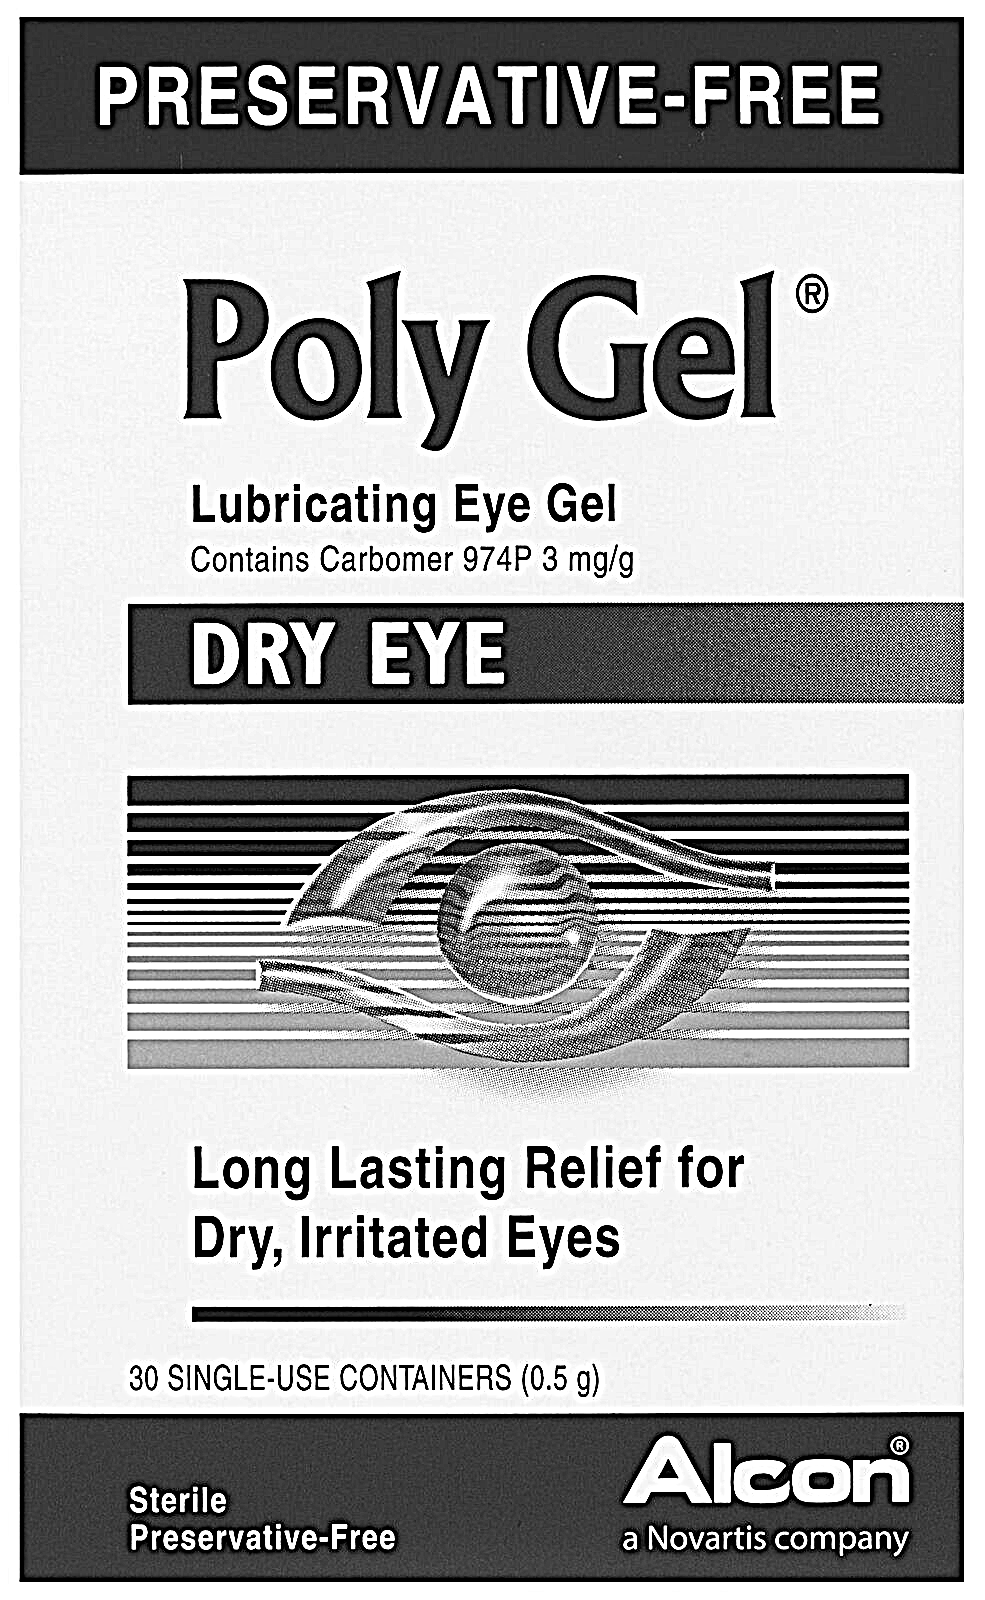 PRESERVATIVE-FREE
Poly Gel®
Lubricating Eye Gel
Contains Carbomer 974P 3 mg/g
DRY EYE
Long Lasting Relief for
Dry, Irritated Eyes
30 SINGLE-USE CONTAINERS (0.5 g)
Sterile
Preservative-Free
Alcon®
a Novartis company